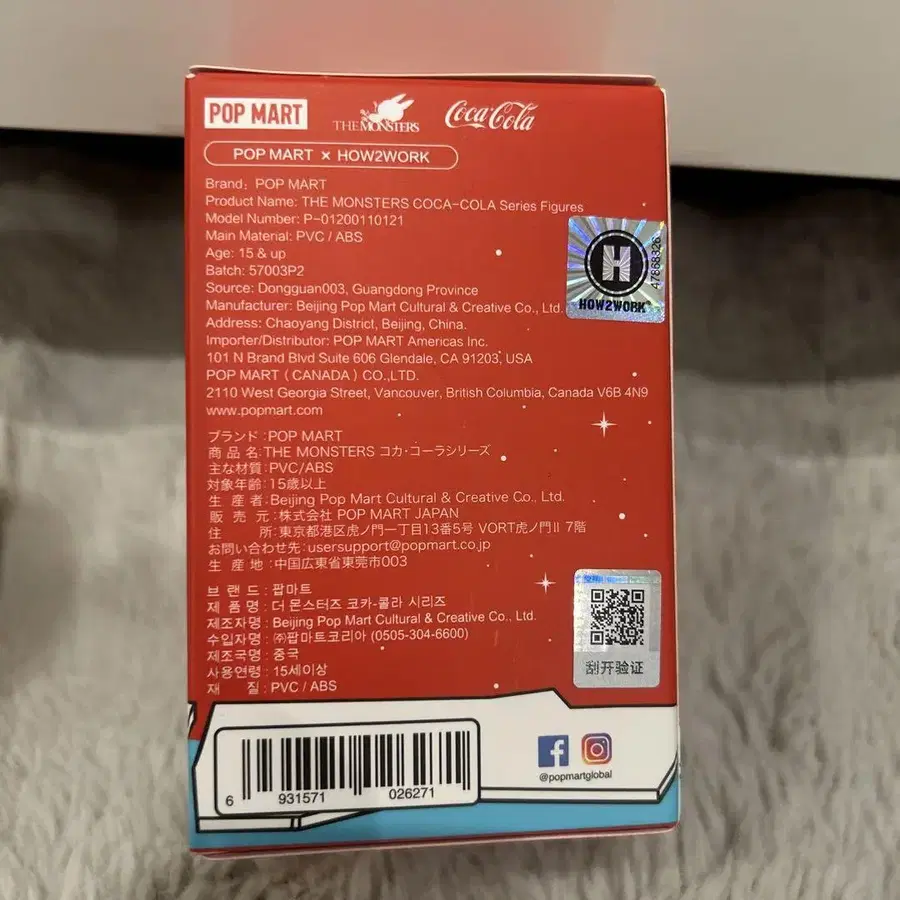 POP MART
THE MONSTERS
Coca-Cola
POP MART × HOW2WORK
Brand: POP MART
Product Name: THE MONSTERS COCA-COLA Series Figures
Model Number: P-01200110121
Main Material: PVC / ABS
Age: 15 & up
Batch: 57003P2
Source: Dongguan003, Guangdong Province
Manufacturer: Beijing Pop Mart Cultural & Creative Co., Ltd.
Address: Chaoyang District, Beijing, China.
Importer/Distributor: POP MART Americas Inc.
101 N Brand Blvd Suite 606 Glendale, CA 91203, USA
POP MART (CANADA) CO.,LTD.
2110 West Georgia Street, Vancouver, British Columbia, Canada V6B 4N9
www.popmart.com
H
HOW2WORK
47868326
ブランド:POP MART
商品名:THE MONSTERS コカ・コーラシリーズ
主な材質:PVC/ABS
対象年齢:15歳以上
生産者:Beijing Pop Mart Cultural & Creative Co., Ltd.
販売元:株式会社 POP MART JAPAN
住所:東京都港区虎ノ門一丁目13番5号 VORT虎ノ門II 7階
お問い合わせ先:usersupport@popmart.co.jp
生産地:中国広東省東莞市003
브랜드:팝마트
제품명:더 몬스터즈 코카-콜라 시리즈
제조자명: Beijing Pop Mart Cultural & Creative Co., Ltd.
수입자명: ㈜팝마트코리아 (0505-304-6600)
제조국명: 중국
사용연령: 15세이상
재질: PVC / ABS
刮开验证
6 931571 026271
@popmartglobal